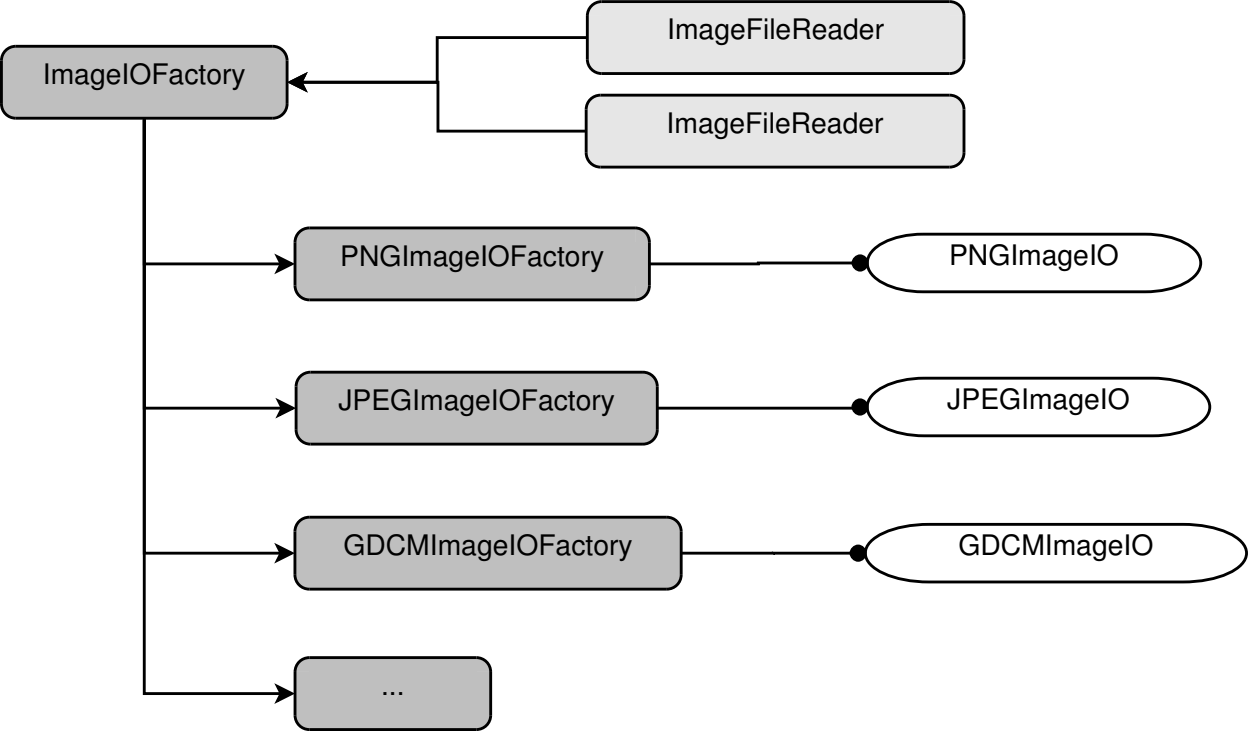 ImageFileReader
ImageIOFactory
ImageFileReader
PNGImageIOFactory
PNGImageIO
JPEGImageIOFactory
JPEGImageIO
GDCMImageIOFactory
GDCMImageIO
...